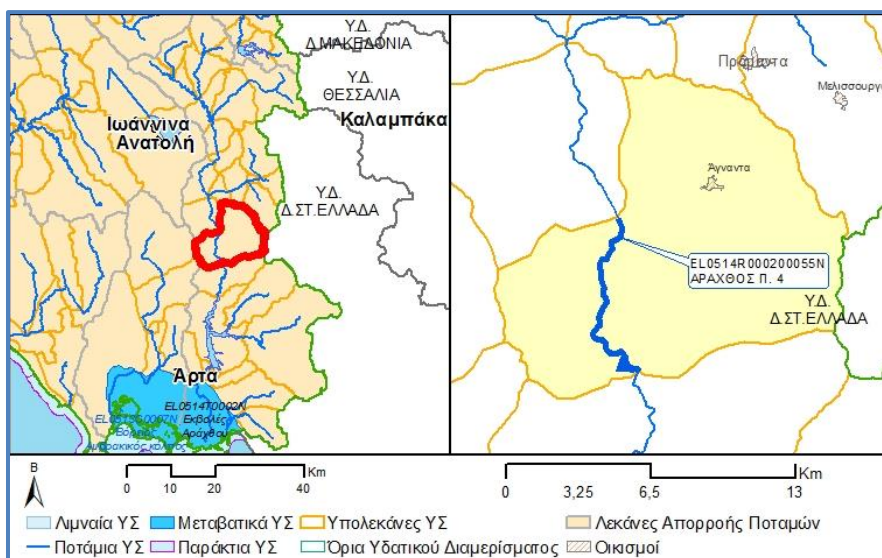 Υ.Δ.
Δ.ΜΑΚΕΔΟΝΙΑ
Υ.Δ.
ΘΕΣΣΑΛΙΑ
Καλαμπάκα
Ιωάννινα
Ανατολή
Υ.Δ.
Δ.ΣΤ.ΕΛΛΑΔΑ
Άρτα
EL0514T0002N
Εκβολές
Αράχθου
Αμβρακικός κόλπος
Km
0 10 20 40
Β
Πράμαντα
Μελισσουργοί
Άγναντα
EL0514R000200055N
ΑΡΑΧΘΟΣ Π. 4
Υ.Δ.
Δ.ΣΤ.ΕΛΛΑΔΑ
Km
0 3,25 6,5 13
Λιμναία ΥΣ Μεταβατικά ΥΣ Υπολεκάνες ΥΣ Λεκάνες Απορροής Ποταμών
Ποτάμια ΥΣ Παράκτια ΥΣ Όρια Υδατικού Διαμερίσματος Οικισμοί